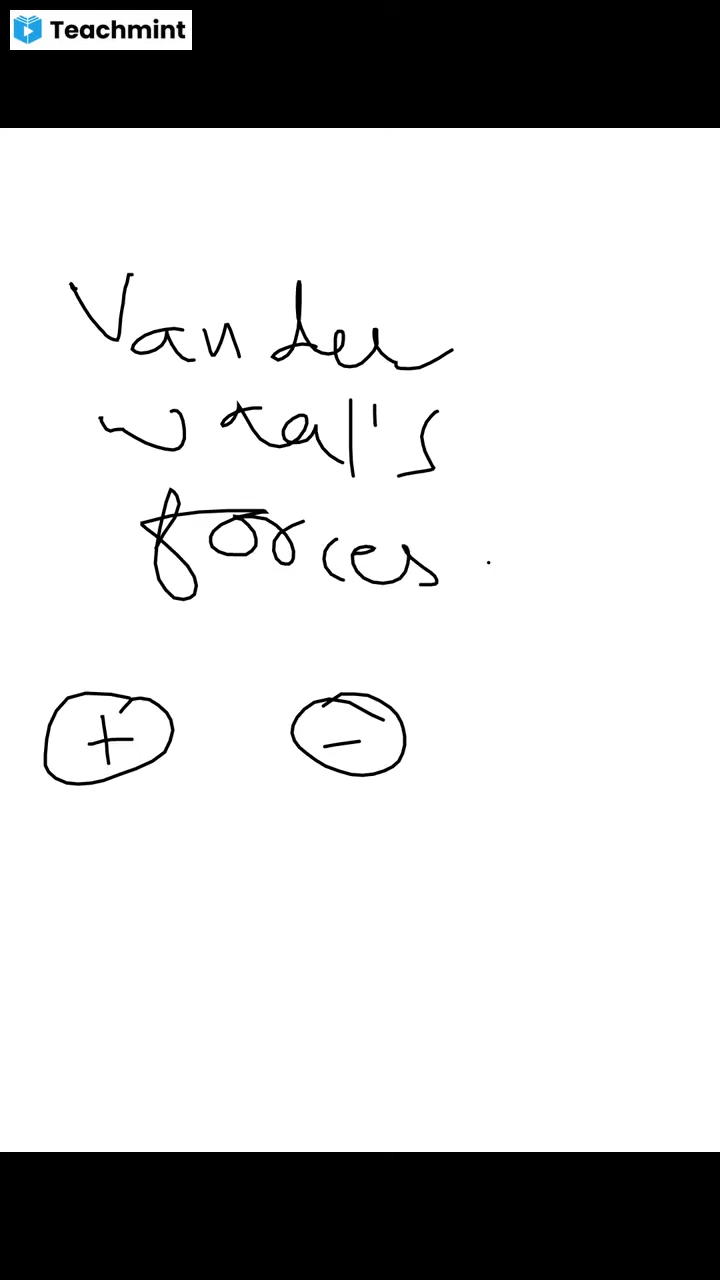 Teachmint
Van der
waal's
forces.
+ -